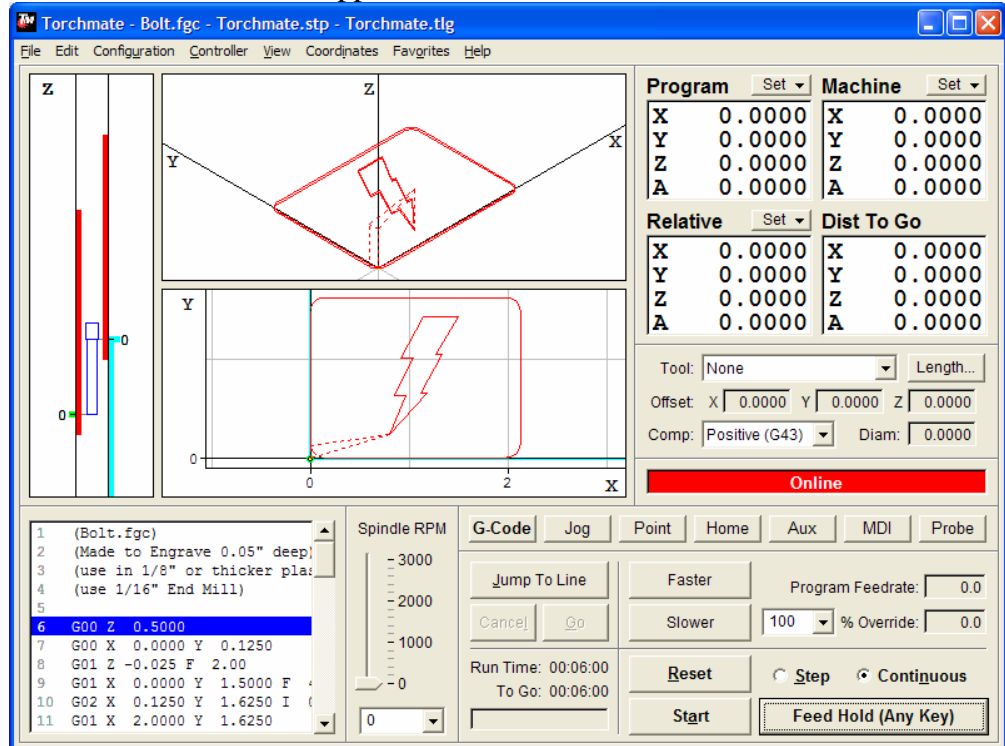 Torchmate - Bolt.fgc - Torchmate.stp - Torchmate.tlg
File Edit Configuration Controller View Coordinates Favorites Help
Z
0
0
Z
Y
X
Y
0
0
2
X
Program Set
X 0.0000
Y 0.0000
Z 0.0000
A 0.0000
Machine Set
X 0.0000
Y 0.0000
Z 0.0000
A 0.0000
Relative Set
X 0.0000
Y 0.0000
Z 0.0000
A 0.0000
Dist To Go
X 0.0000
Y 0.0000
Z 0.0000
A 0.0000
Tool: None Length...
Offset: X 0.0000 Y 0.0000 Z 0.0000
Comp: Positive (G43) Diam: 0.0000
Online
1 (Bolt.fgc)
2 (Made to Engrave 0.05" deep)
3 (use in 1/8" or thicker plas
4 (use 1/16" End Mill)
5
6 G00 Z 0.5000
7 G00 X 0.0000 Y 0.1250
8 G01 Z -0.025 F 2.00
9 G01 X 0.0000 Y 1.5000 F
10 G02 X 0.1250 Y 1.6250 I
11 G01 X 2.0000 Y 1.6250
Spindle RPM
3000
2000
1000
0
0
G-Code Jog Point Home Aux MDI Probe
Jump To Line
Cancel Go
Run Time: 00:06:00
To Go: 00:06:00
Faster
Slower
Program Feedrate: 0.0
100 % Override: 0.0
Reset
Step Continuous
Start
Feed Hold (Any Key)